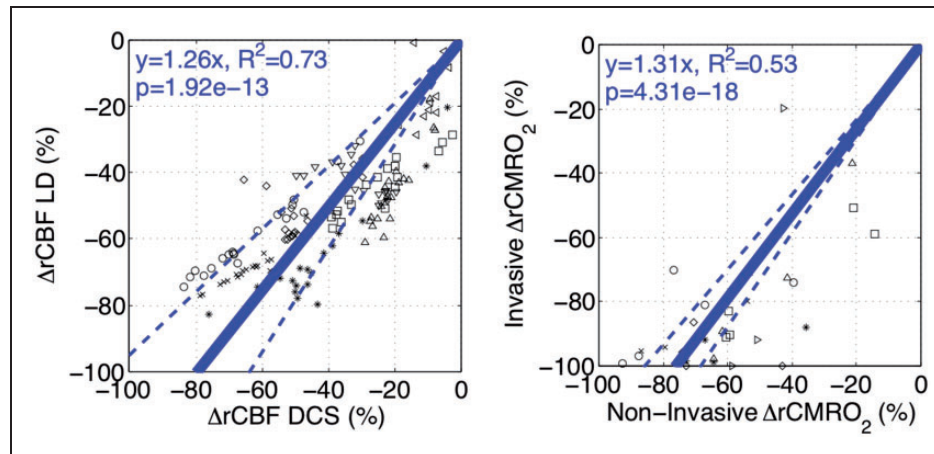 y=1.26x, R²=0.73
p=1.92e−13
0
−20
−40
−60
−80
−100
ΔrCBF LD (%)
−100 −80 −60 −40 −20 0
ΔrCBF DCS (%)
y=1.31x, R²=0.53
p=4.31e−18
0
−20
−40
−60
−80
−100
Invasive ΔrCMRO₂ (%)
−100 −80 −60 −40 −20 0
Non−Invasive ΔrCMRO₂ (%)